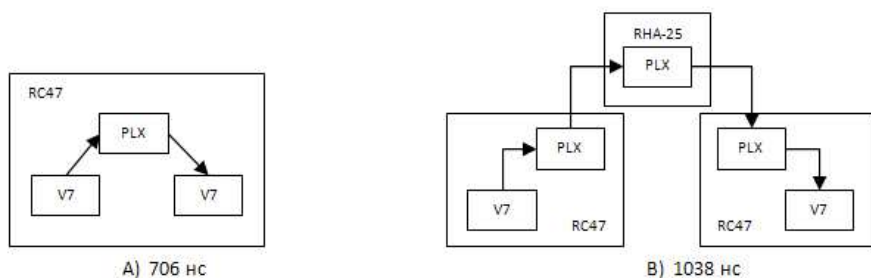 RC47
PLX
V7
V7
A) 706 нс
RHA-25
PLX
PLX
V7
RC47
PLX
V7
RC47
B) 1038 нс